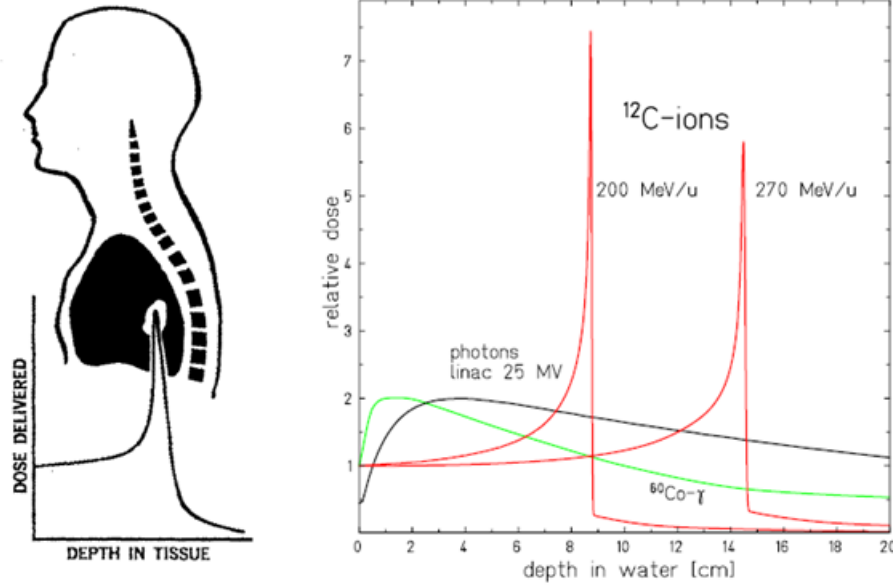 DOSE DELIVERED
DEPTH IN TISSUE
relative dose
7
6
5
4
3
2
1
¹²C-ions
200 MeV/u
270 MeV/u
photons
linac 25 MV
⁶⁰Co-γ
0
2
4
6
8
10
12
14
16
18
20
depth in water [cm]